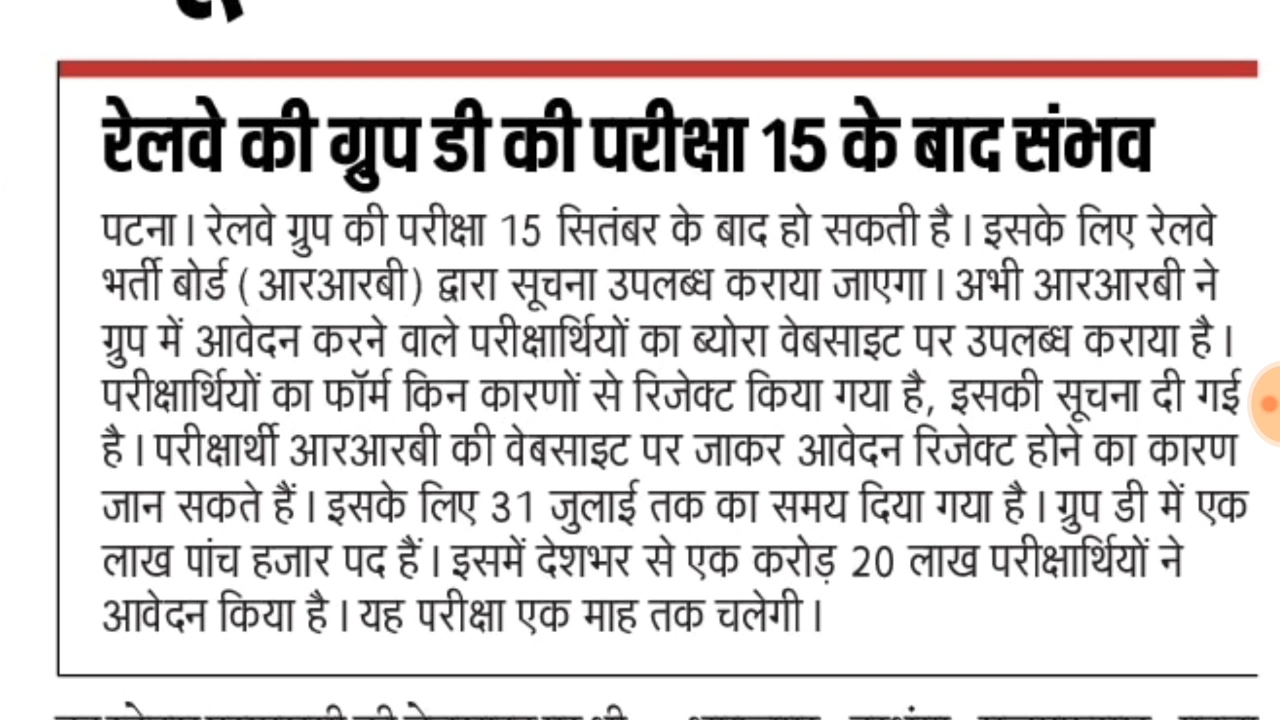 रेलवे की ग्रुप डी की परीक्षा 15 के बाद संभव
पटना। रेलवे ग्रुप की परीक्षा 15 सितंबर के बाद हो सकती है। इसके लिए रेलवे
भर्ती बोर्ड (आरआरबी) द्वारा सूचना उपलब्ध कराया जाएगा। अभी आरआरबी ने
ग्रुप में आवेदन करने वाले परीक्षार्थियों का ब्योरा वेबसाइट पर उपलब्ध कराया है।
परीक्षार्थियों का फॉर्म किन कारणों से रिजेक्ट किया गया है, इसकी सूचना दी गई
है। परीक्षार्थी आरआरबी की वेबसाइट पर जाकर आवेदन रिजेक्ट होने का कारण
जान सकते हैं। इसके लिए 31 जुलाई तक का समय दिया गया है। ग्रुप डी में एक
लाख पांच हजार पद हैं। इसमें देशभर से एक करोड़ 20 लाख परीक्षार्थियों ने
आवेदन किया है। यह परीक्षा एक माह तक चलेगी।